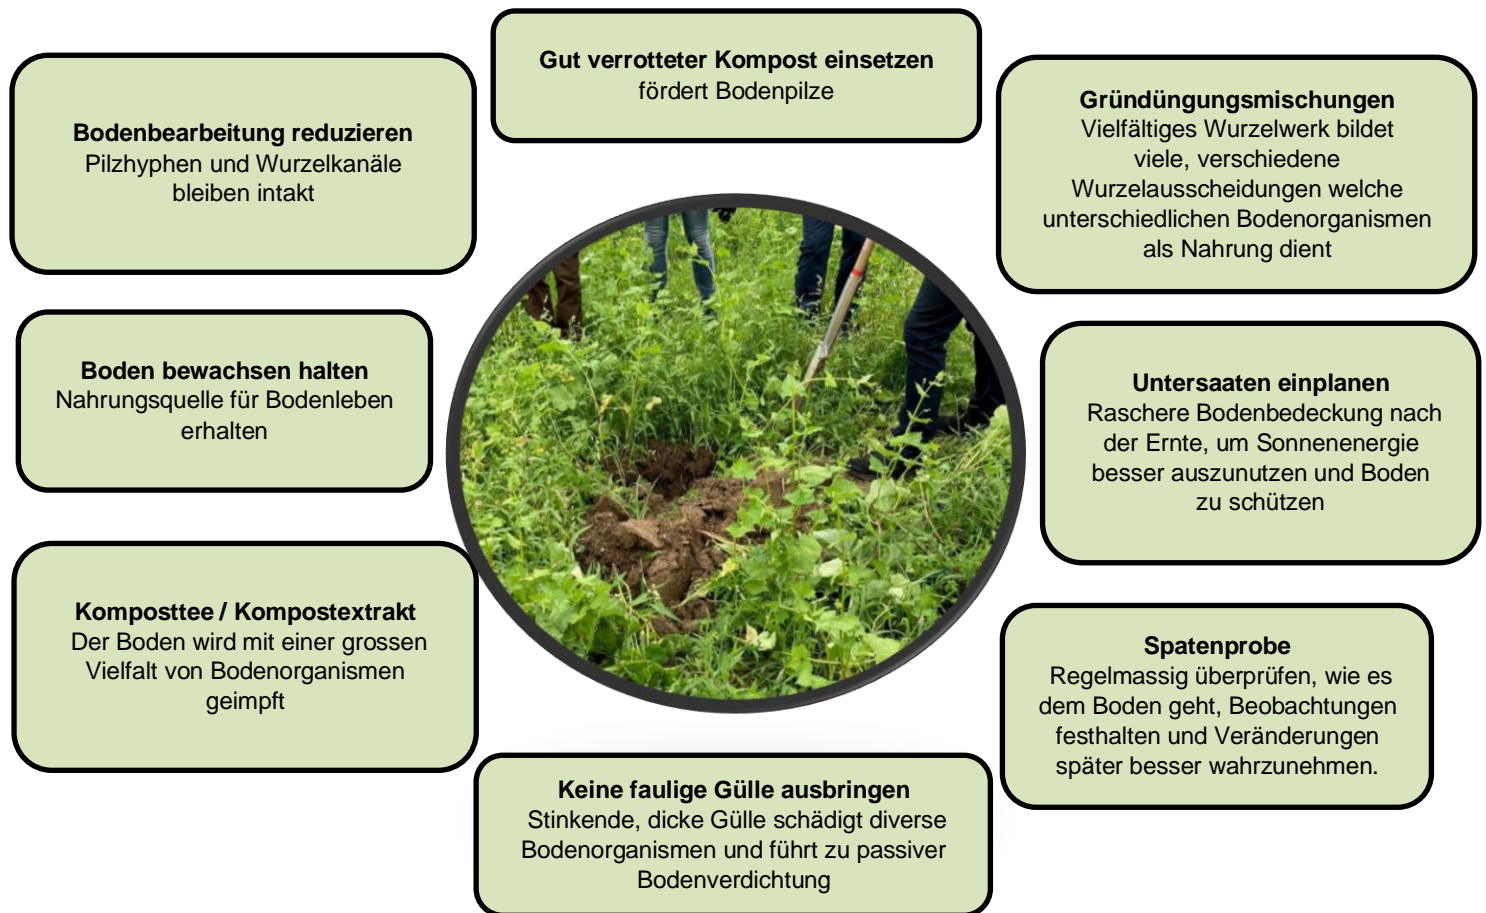 Gut verrotteter Kompost einsetzen
fördert Bodenpilze
Bodenbearbeitung reduzieren
Pilzhyphen und Wurzelkanäle
bleiben intakt
Gründüngungsmischungen
Vielfältiges Wurzelwerk bildet
viele, verschiedene
Wurzelausscheidungen welche
unterschiedlichen Bodenorganismen
als Nahrung dient
Boden bewachsen halten
Nahrungsquelle für Bodenleben
erhalten
Untersaaten einplanen
Raschere Bodenbedeckung nach
der Ernte, um Sonnenenergie
besser auszunutzen und Boden
zu schützen
Komposttee / Kompostextrakt
Der Boden wird mit einer grossen
Vielfalt von Bodenorganismen
geimpft
Spatenprobe
Regelmassig überprüfen, wie es
dem Boden geht, Beobachtungen
festhalten und Veränderungen
später besser wahrzunehmen.
Keine faulige Gülle ausbringen
Stinkende, dicke Gülle schädigt diverse
Bodenorganismen und führt zu passiver
Bodenverdichtung